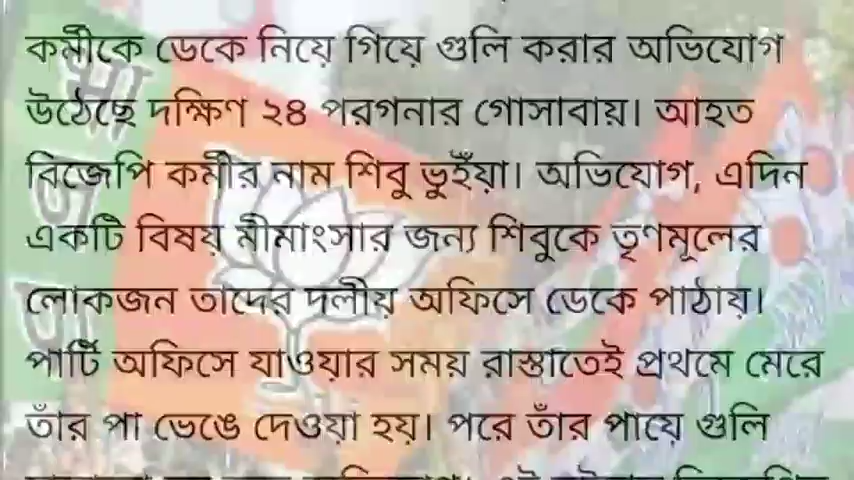 কর্মীকে ডেকে নিয়ে গিয়ে গুলি করার অভিযোগ
উঠেছে দক্ষিণ ২৪ পরগনার গোসাবায়। আহত
বিজেপি কর্মীর নাম শিবু ভুইঁয়া। অভিযোগ, এদিন
একটি বিষয় মীমাংসার জন্য শিবুকে তৃণমূলের
লোকজন তাদের দলীয় অফিসে ডেকে পাঠায়।
পার্টি অফিসে যাওয়ার সময় রাস্তাতেই প্রথমে মেরে
তাঁর পা ভেঙে দেওয়া হয়। পরে তাঁর পায়ে গুলি